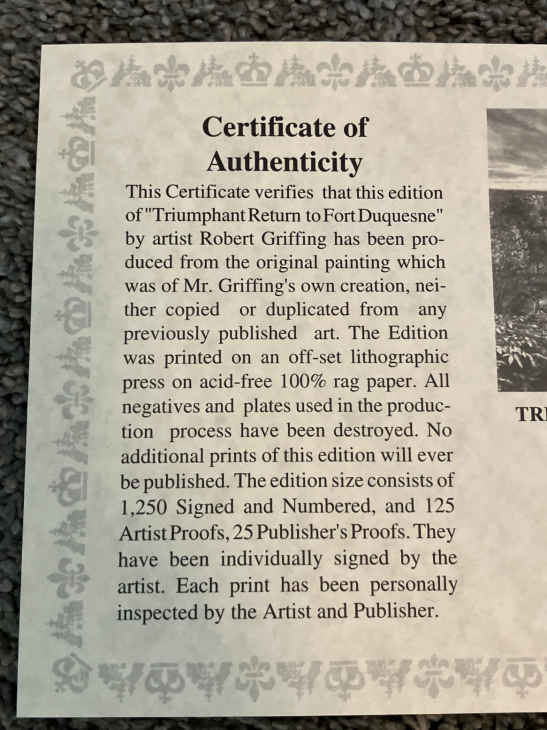 Certificate of
Authenticity
This Certificate verifies that this edition
of "Triumphant Return to Fort Duquesne"
by artist Robert Griffing has been pro-
duced from the original painting which
was of Mr. Griffing's own creation, nei-
ther copied or duplicated from any
previously published art. The Edition
was printed on an off-set lithographic
press on acid-free 100% rag paper. All
negatives and plates used in the produc-
tion process have been destroyed. No
additional prints of this edition will ever
be published. The edition size consists of
1,250 Signed and Numbered, and 125
Artist Proofs, 25 Publisher's Proofs. They
have been individually signed by the
artist. Each print has been personally
inspected by the Artist and Publisher.